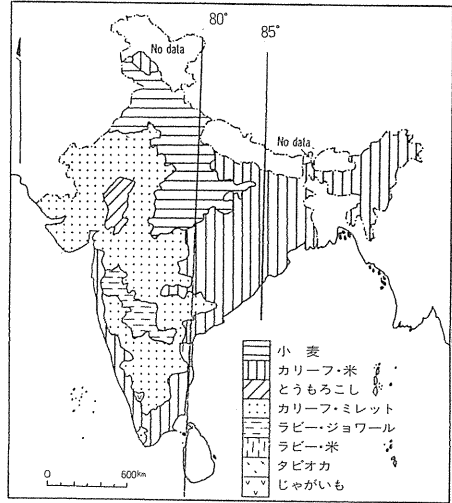 80°
85°
No data
No data
小麦
カリーフ・米
とうもろこし
カリーフ・ミレット
ラビー・ジョワール
ラビー・米
タピオカ
じゃがいも
0 600km